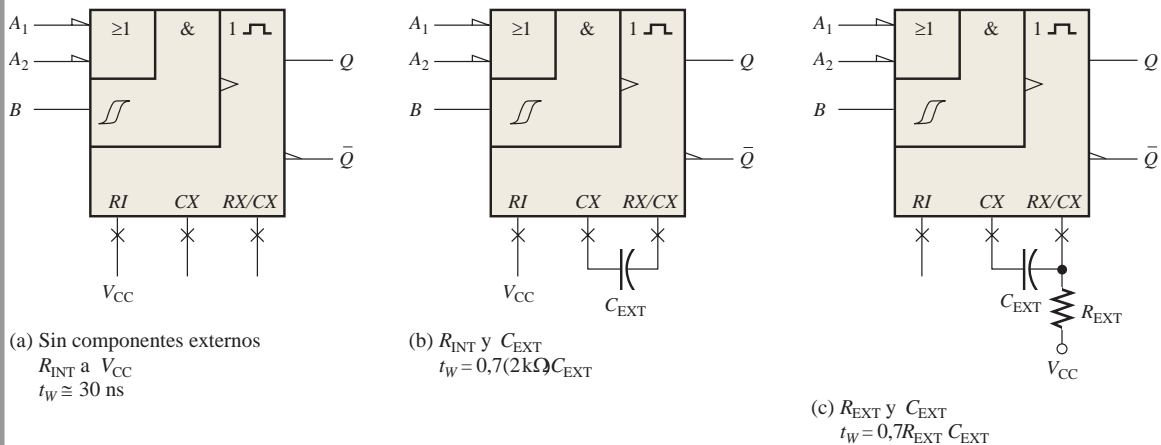 A1 ≥1 & 1
A2 Q
B
Q̄
RI CX RX/CX
VCC
(a) Sin componentes externos
RINT a VCC
tW ≅ 30 ns
A1 ≥1 & 1
A2 Q
B
Q̄
RI CX RX/CX
VCC CEXT
(b) RINT y CEXT
tW = 0,7(2kΩ)CEXT
A1 ≥1 & 1
A2 Q
B
Q̄
RI CX RX/CX
CEXT REXT
VCC
(c) REXT y CEXT
tW = 0,7REXT CEXT